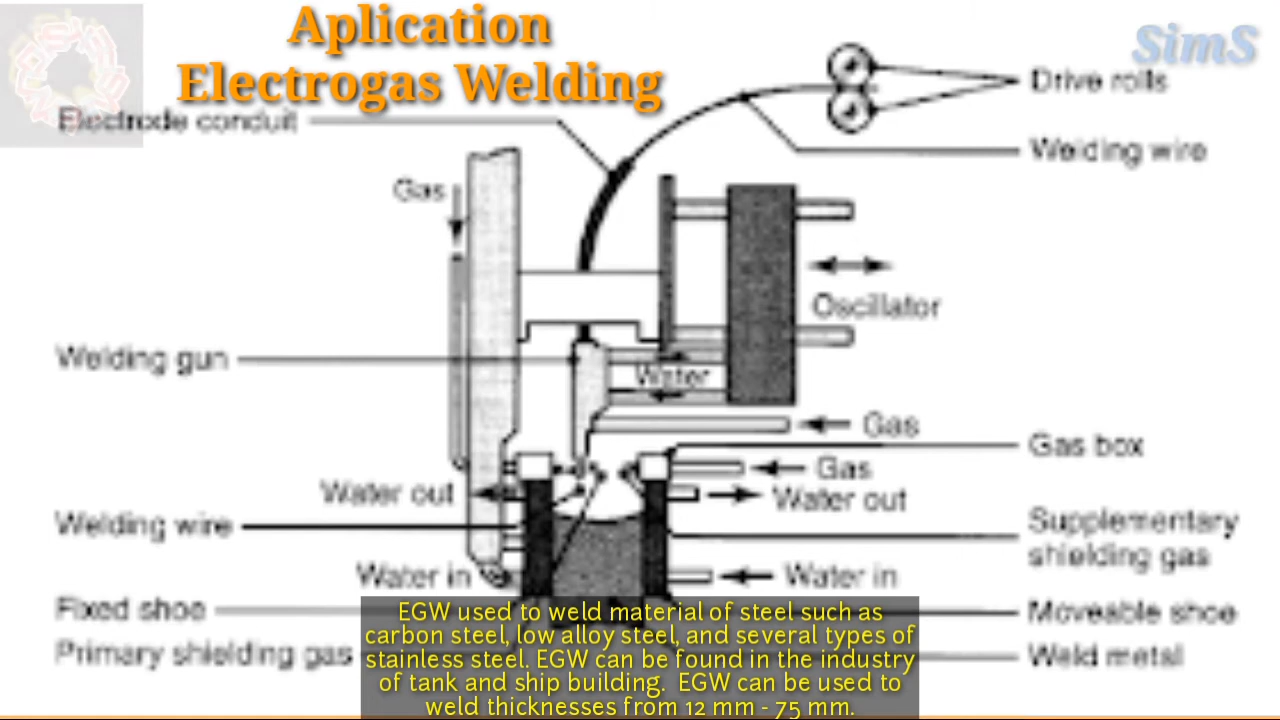 Aplication
Electrogas Welding
SimS
Drive rolls
Electrode conduit
Welding wire
Gas
Oscillator
Welding gun
Water
Gas
Gas box
Gas
Water out
Water out
Welding wire
Supplementary
shielding gas
Water in
Water in
Fixed shoe
Moveable shoe
Primary shielding gas
Weld metal
EGW used to weld material of steel such as
carbon steel, low alloy steel, and several types of
stainless steel. EGW can be found in the industry
of tank and ship building. EGW can be used to
weld thicknesses from 12 mm - 75 mm.